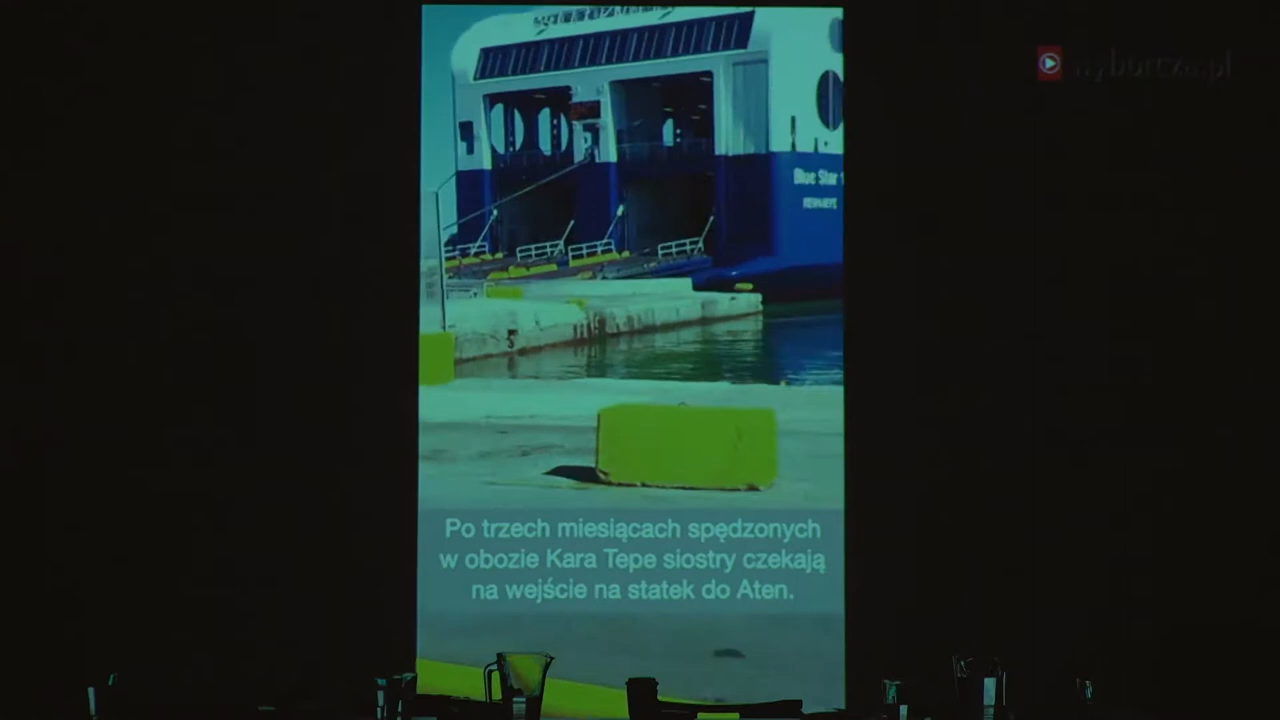 wyborcza.pl
Blue Star
Po trzech miesiącach spędzonych
w obozie Kara Tepe siostry czekają
na wejście na statek do Aten.